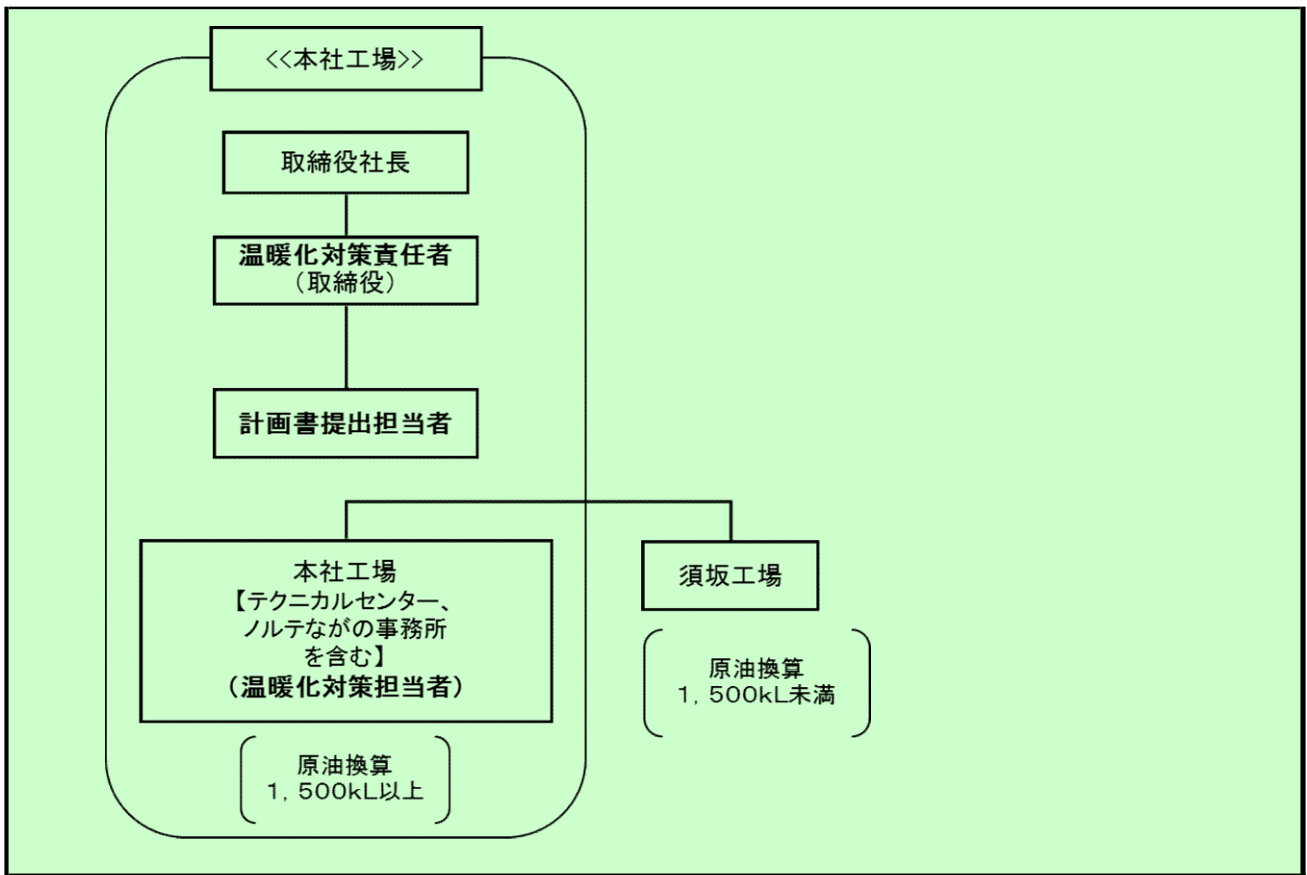 <<本社工場>>
取締役社長
温暖化対策責任者
(取締役)
計画書提出担当者
本社工場
【テクニカルセンター、
ノルテながの事務所
を含む】
(温暖化対策担当者)
原油換算
1,500kL以上
須坂工場
原油換算
1,500kL未満